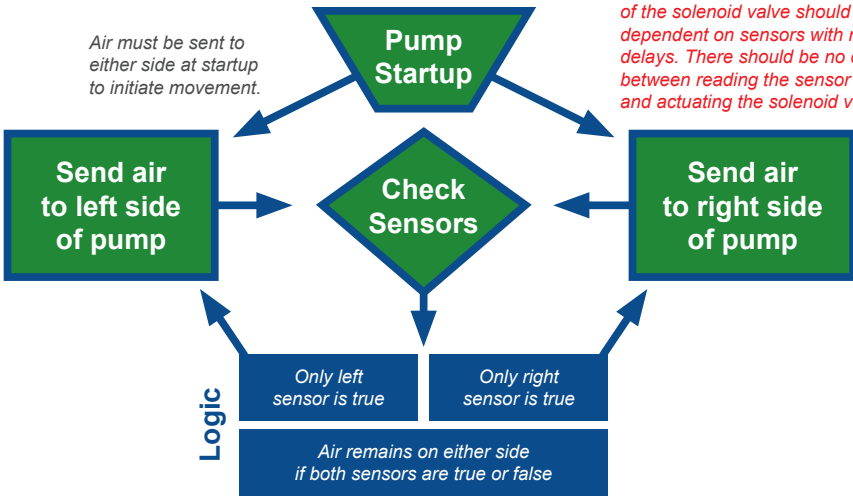 Air must be sent to
either side at startup
to initiate movement.
Pump
Startup
of the solenoid valve should
dependent on sensors with
delays. There should be no
between reading the sensor
and actuating the solenoid
Send air
to left side
of pump
Check
Sensors
Send air
to right side
of pump
Logic
Only left
sensor is true
Only right
sensor is true
Air remains on either side
if both sensors are true or false